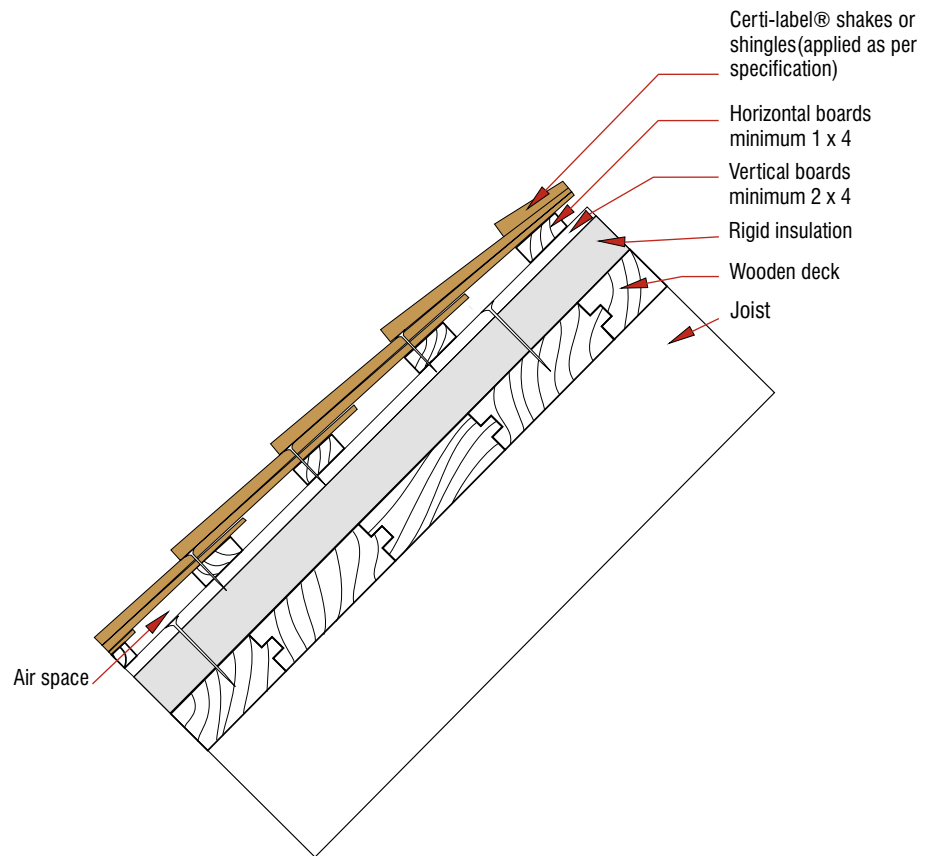 Certi-label® shakes or
shingles(applied as per
specification)
Horizontal boards
minimum 1 x 4
Vertical boards
minimum 2 x 4
Rigid insulation
Wooden deck
Joist
Air space